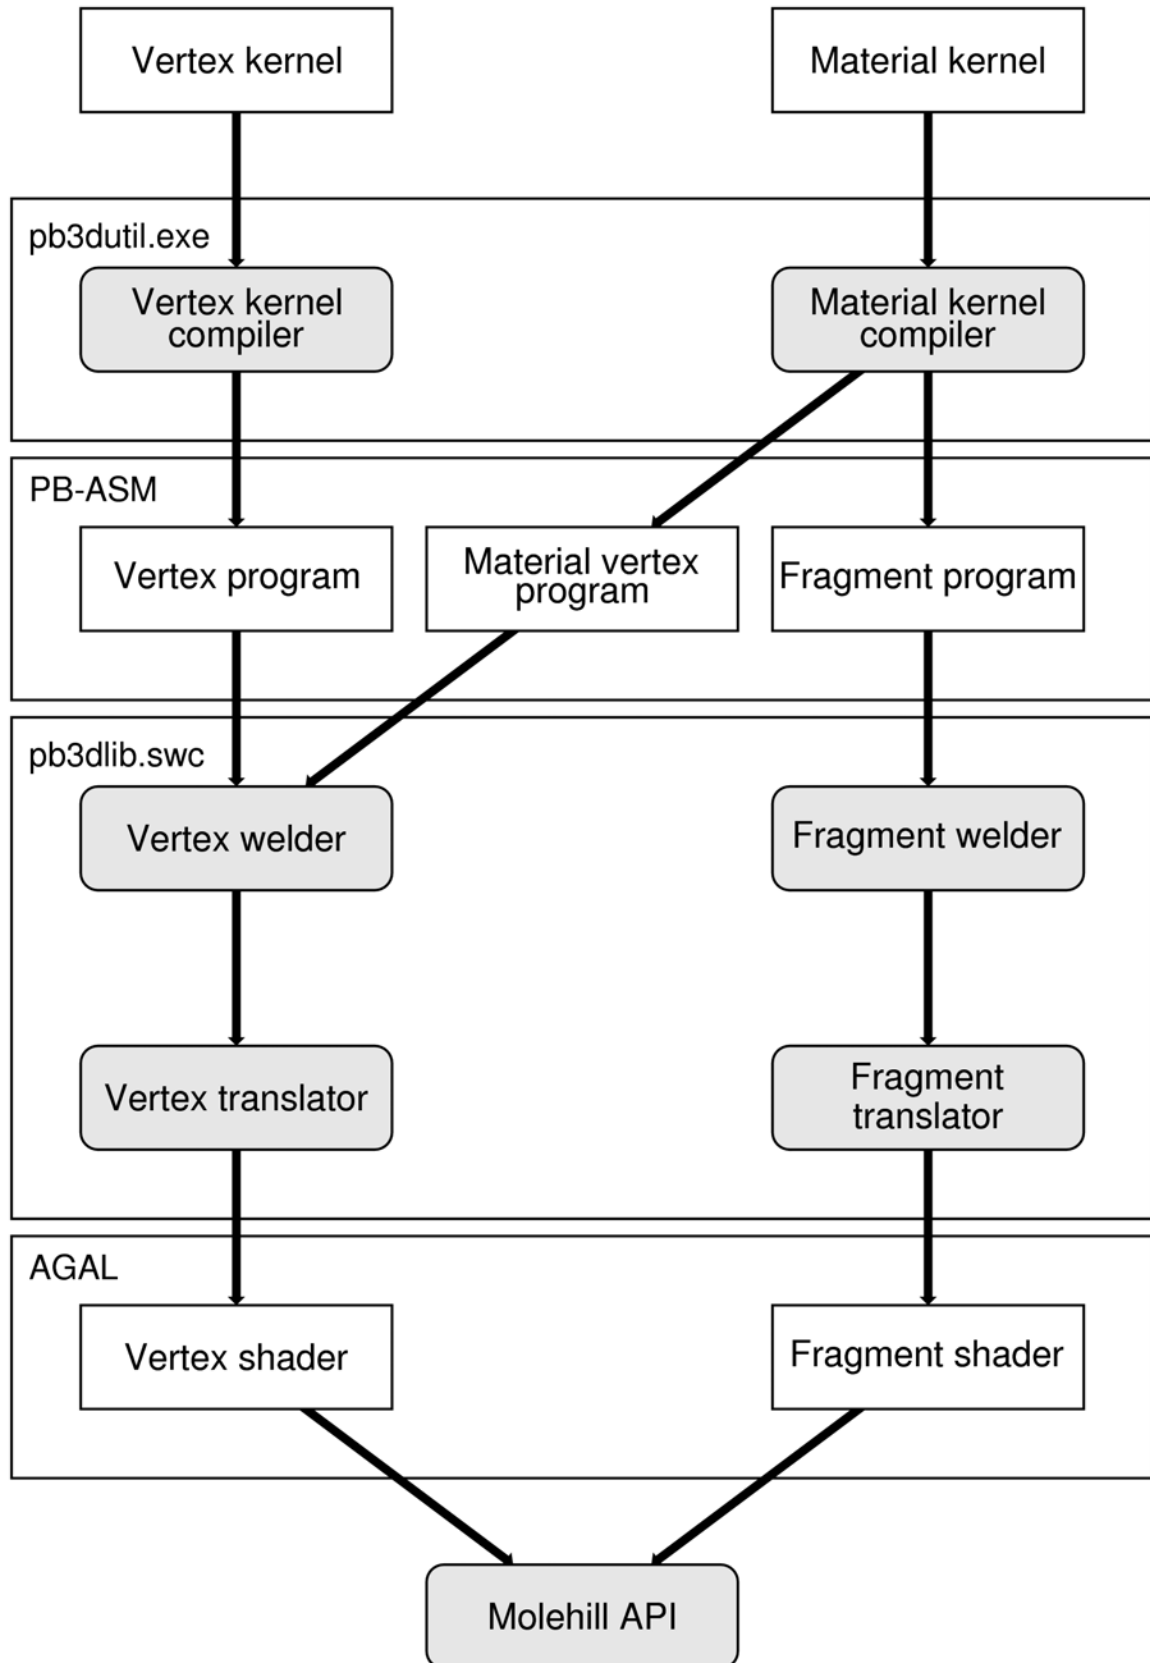 Vertex kernel
Material kernel
pb3dutil.exe
Vertex kernel
compiler
Material kernel
compiler
PB-ASM
Vertex program
Material vertex
program
Fragment program
pb3dlib.swc
Vertex welder
Fragment welder
Vertex translator
Fragment
translator
AGAL
Vertex shader
Fragment shader
Molehill API